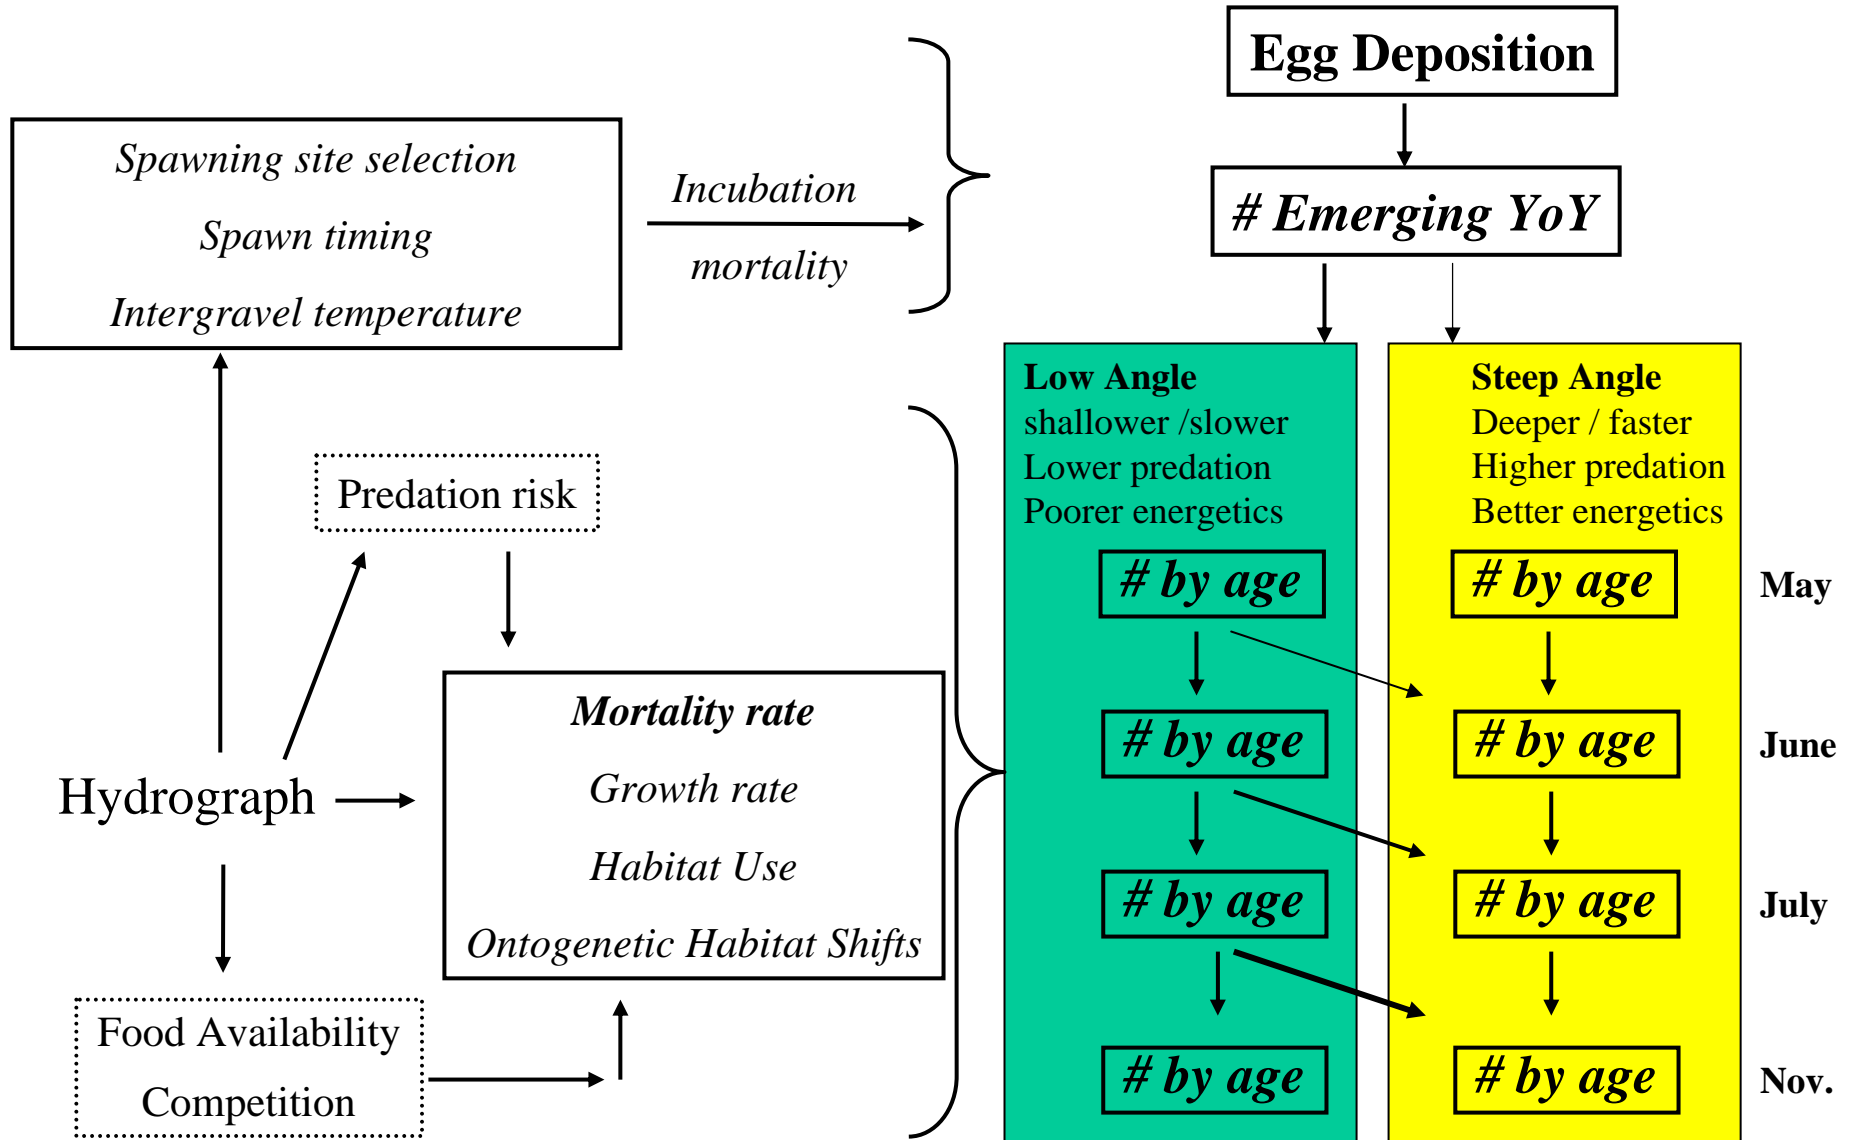 Egg Deposition
Spawning site selection
Spawn timing
Intergravel temperature
Incubation
mortality
# Emerging YoY
Low Angle
shallower /slower
Lower predation
Poorer energetics
Steep Angle
Deeper / faster
Higher predation
Better energetics
Predation risk
# by age
# by age
May
Mortality rate
Growth rate
Habitat Use
Ontogenetic Habitat Shifts
# by age
# by age
June
Hydrograph
# by age
# by age
July
Food Availability
Competition
# by age
# by age
Nov.